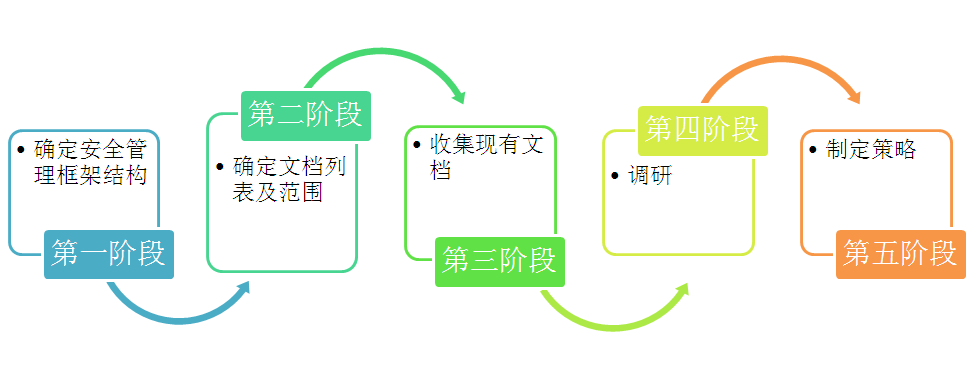 • 确定安全管
理框架结构
第一阶段
第二阶段
• 确定文档列
表及范围
• 收集现有文
档
第三阶段
第四阶段
• 调研
• 制定策略
第五阶段